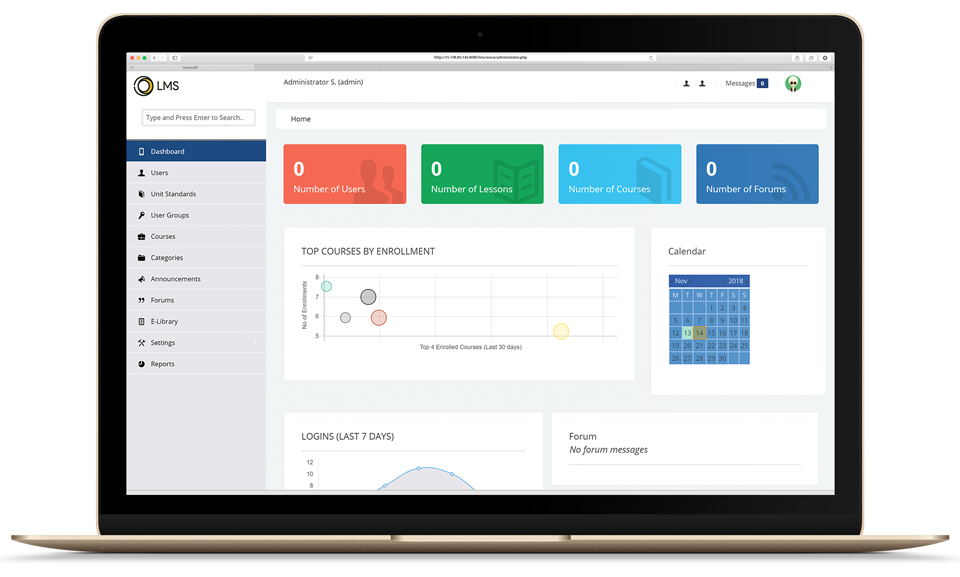 OpenLMS
LMS
Administrator S. (admin)
Messages 0
Type and Press Enter to Search..
Home
Dashboard
Users
Unit Standards
User Groups
Courses
Categories
Announcements
Forums
E-Library
Settings
Reports
0
Number of Users
0
Number of Lessons
0
Number of Courses
0
Number of Forums
TOP COURSES BY ENROLLMENT
8
7
6
5
No of Enrollments
Top 4 Enrolled Courses (Last 30 days)
Calendar
Nov 2018
M T W T F S S
1 2 3 4
5 6 7 8 9 10 11
12 13 14 15 16 17 18
19 20 21 22 23 24 25
26 27 28 29 30
LOGINS (LAST 7 DAYS)
12
10
8
Forum
No forum messages